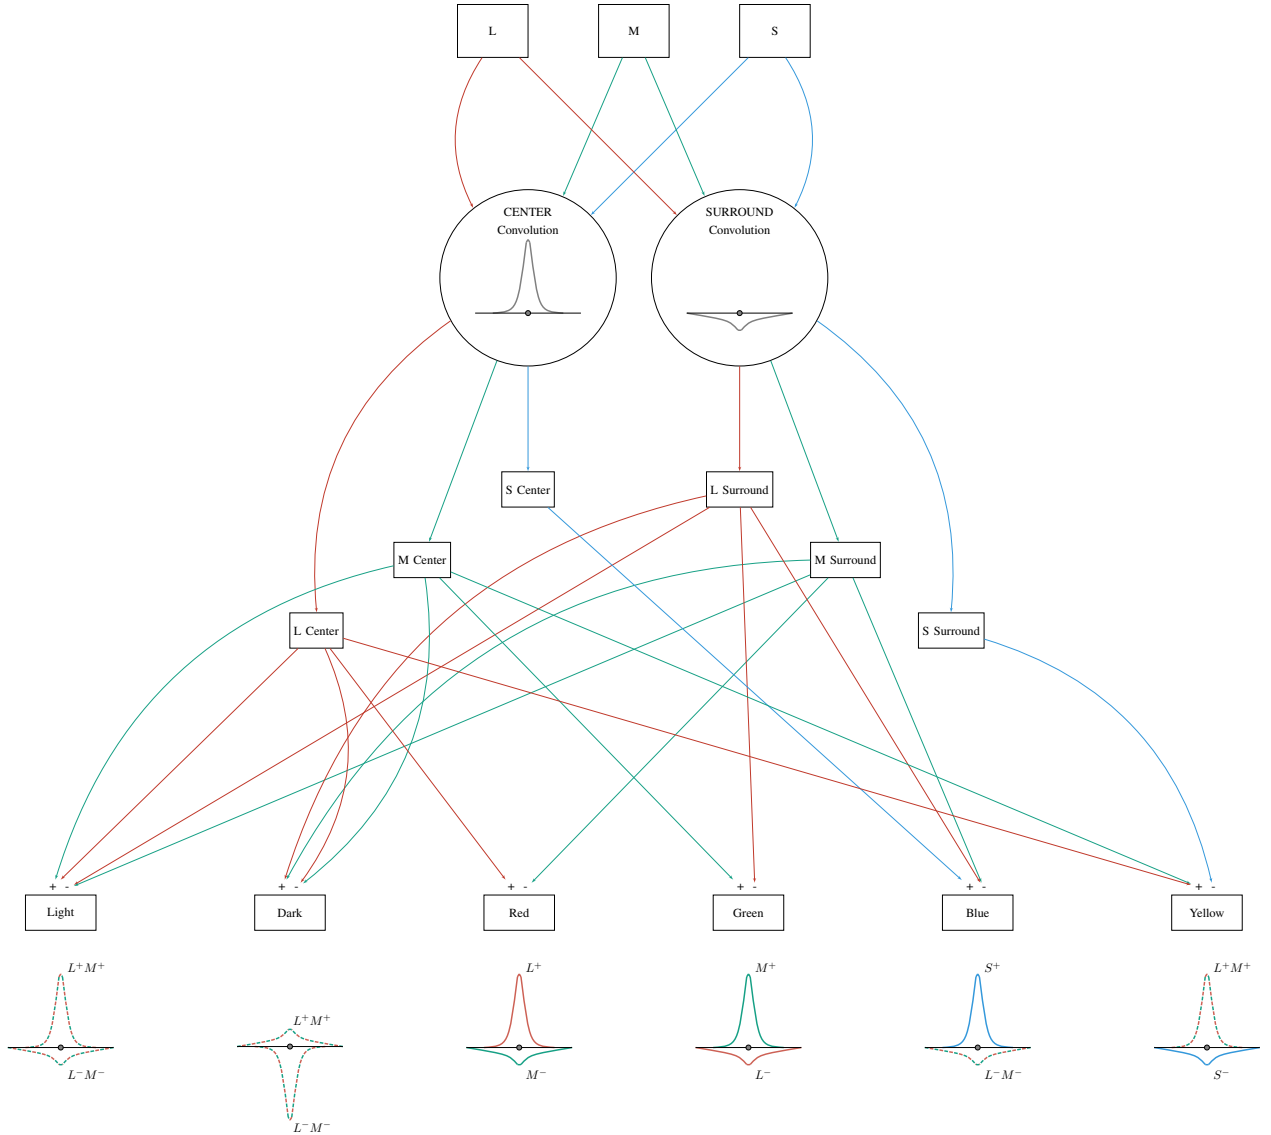 L
M
S
CENTER
Convolution
SURROUND
Convolution
S Center
L Surround
M Center
M Surround
L Center
S Surround
+ -
+ -
+ -
+ -
+ -
+ -
Light
Dark
Red
Green
Blue
Yellow
L⁺M⁺
L⁺
M⁺
S⁺
L⁺M⁺
L⁺M⁺
L⁻M⁻
M⁻
L⁻
L⁻M⁻
S⁻
L⁻M⁻